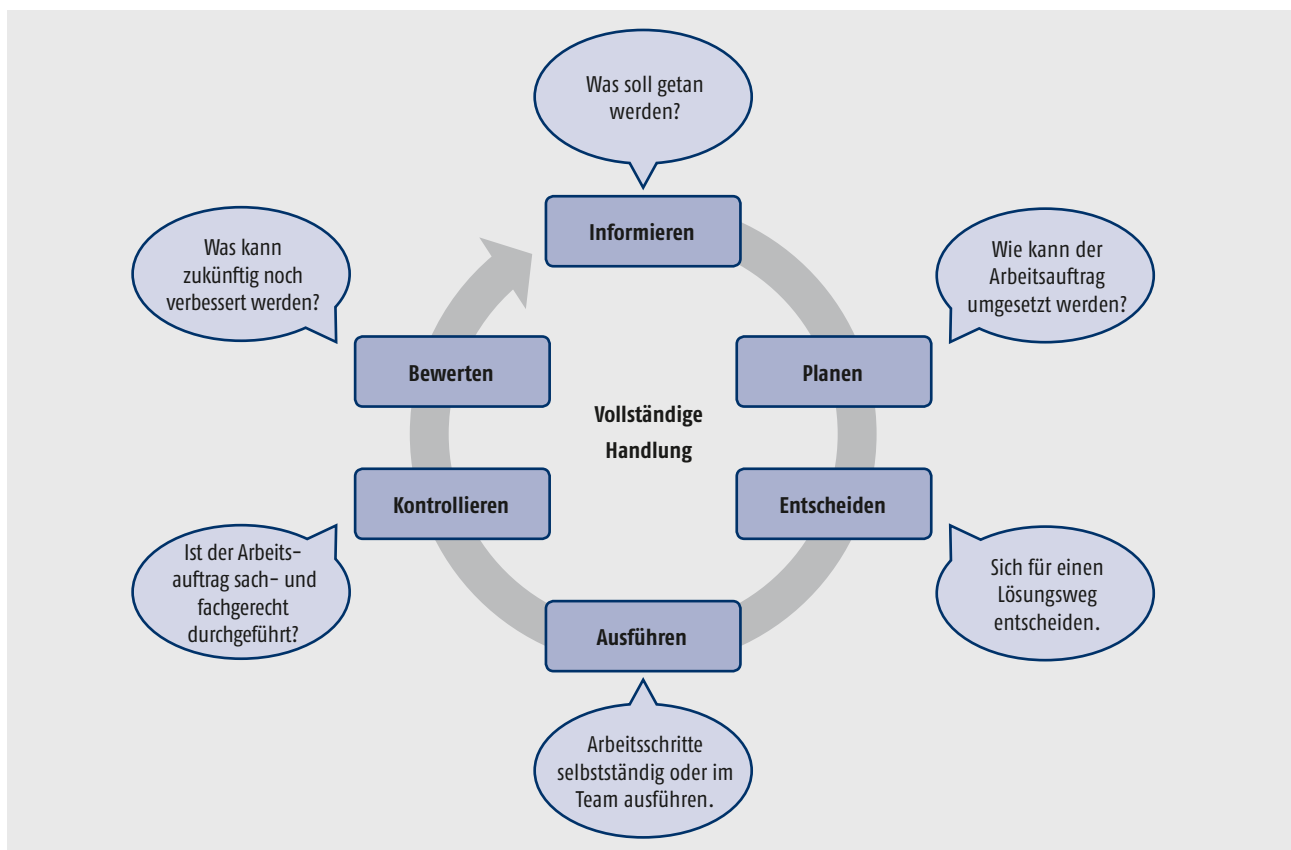 Was soll getan
werden?
Informieren
Wie kann der
Arbeitsauftrag
umgesetzt werden?
Planen
Entscheiden
Sich für einen
Lösungsweg
entscheiden.
Ausführen
Arbeitsschritte
selbstständig oder im
Team ausführen.
Kontrollieren
Ist der Arbeits-
auftrag sach- und
fachgerecht
durchgeführt?
Bewerten
Was kann
zukünftig noch
verbessert werden?
Vollständige
Handlung